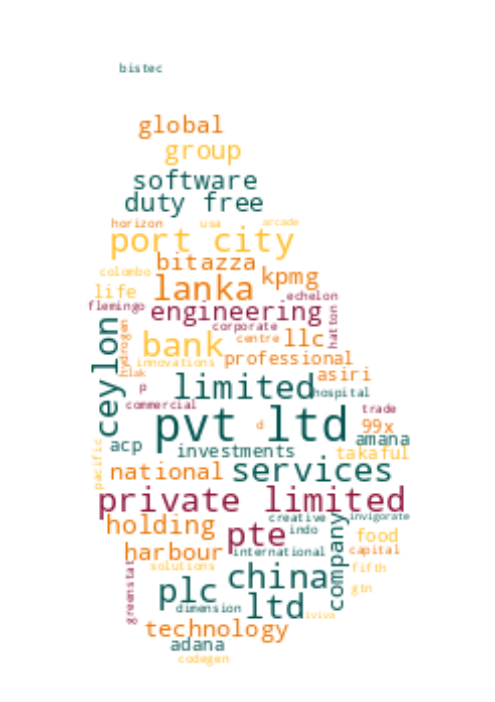 bistec
global
group
software
duty free
horizon usa arcade
port city
bitazza
colombo kpmg
life lanka echelon
flemingo engineering
corporate hatton
ceylon hydrogen bank centre llc
innovations professional
lak asiri
p limited hospital
commercial trade
pvt ltd d 99x
acp amana
pacific investments takaful
national services
private limited
holding creative invigorate
pte indo food
harbour international company capital
solutions fifth
greenstat plc china gtn
dimension ltd iviva
technology
adana
codegen